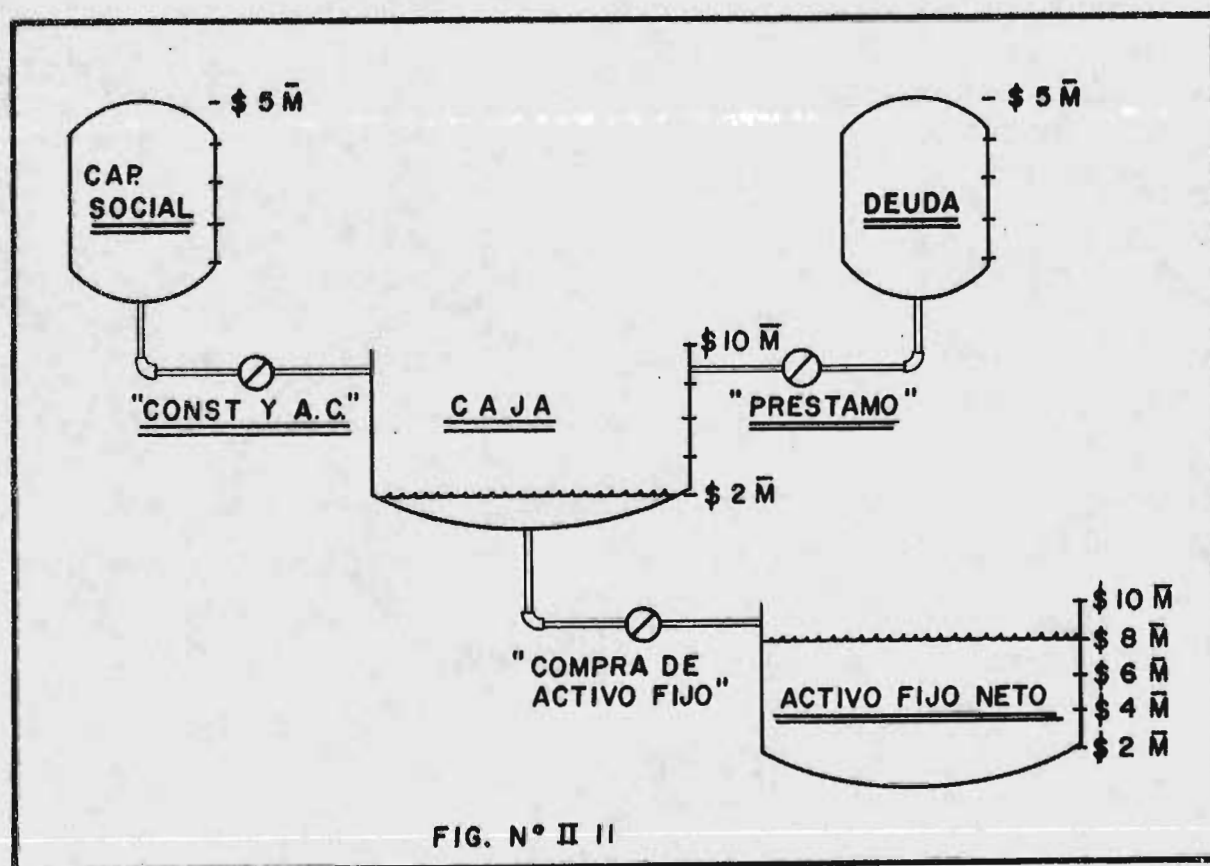 $ 5 M̄
CAP.
SOCIAL
$ 5 M̄
DEUDA
"CONST Y A.C."
CAJA
$ 10 M̄
"PRESTAMO"
$ 2 M̄
"COMPRA DE
ACTIVO FIJO"
ACTIVO FIJO NETO
$ 10 M̄
$ 8 M̄
$ 6 M̄
$ 4 M̄
$ 2 M̄
FIG. Nº II 11